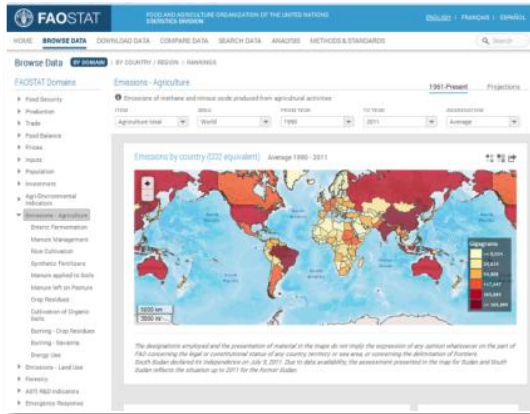 FAOSTAT
FOOD AND AGRICULTURE ORGANIZATION OF THE UNITED NATIONS
STATISTICS DIVISION
ENGLISH | FRANÇAIS | ESPAÑOL
HOME BROWSE DATA DOWNLOAD DATA COMPARE DATA SEARCH DATA ANALYSIS METHODS & STANDARDS
Search
Browse Data BY DOMAIN | BY COUNTRY / REGION | RANKINGS
FAOSTAT Domains
Food Security
Production
Trade
Food Balance
Prices
Inputs
Population
Investment
Agri-Environmental
Indicators
Emissions - Agriculture
Enteric Fermentation
Manure Management
Rice Cultivation
Synthetic Fertilizers
Manure applied to Soils
Manure left on Pasture
Crop Residues
Cultivation of Organic
Soils
Burning - Crop Residues
Burning - Savanna
Energy Use
Emissions - Land Use
Forestry
ASTI R&D Indicators
Emergency Response
Emissions - Agriculture
1961-Present Projections
Emissions of methane and nitrous oxide produced from agricultural activities
ITEM AREA FROM YEAR TO YEAR AGGREGATION
Agriculture total World 1990 2011 Average
Emissions by country (CO2 equivalent) Average 1990 - 2011
Gigagrams
5000 km
3000 mi
The designations employed and the presentation of material in the maps do not imply the expression of any opinion whatsoever on the part of
FAO concerning the legal or constitutional status of any country, territory or sea area, or concerning the delimitation of frontiers.
South Sudan declared its independence on July 9, 2011. Due to data availability, the assessment presented in the map for Sudan and South
Sudan reflects the situation up to 2011 for the former Sudan.